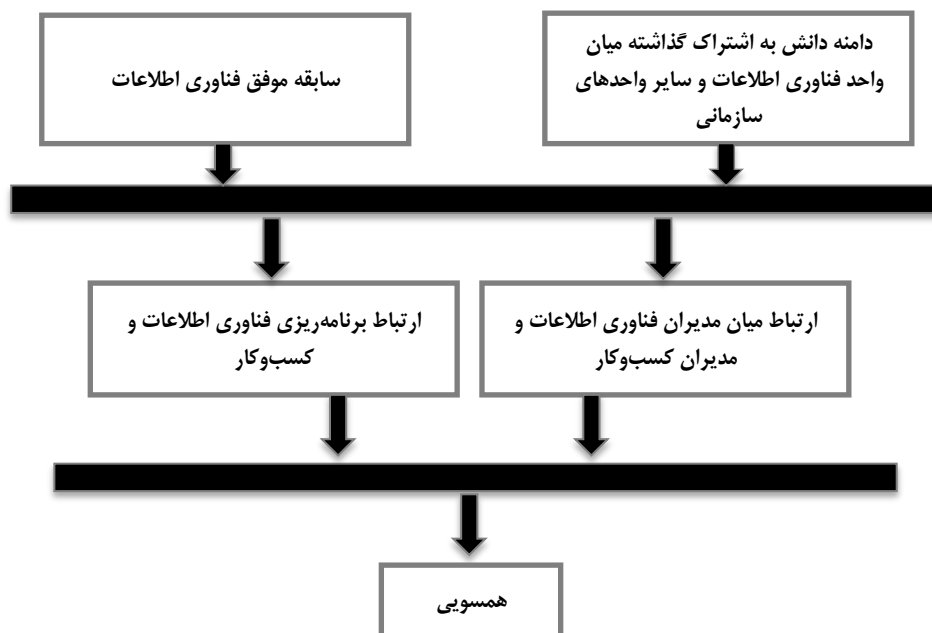 دامنه دانش به اشتراک گذاشته میان
واحد فناوری اطلاعات و سایر واحدهای
سازمانی
سابقه موفق فناوری اطلاعات
ارتباط میان مدیران فناوری اطلاعات و
مدیران کسب‌وکار
ارتباط برنامه‌ریزی فناوری اطلاعات و
کسب‌وکار
همسویی